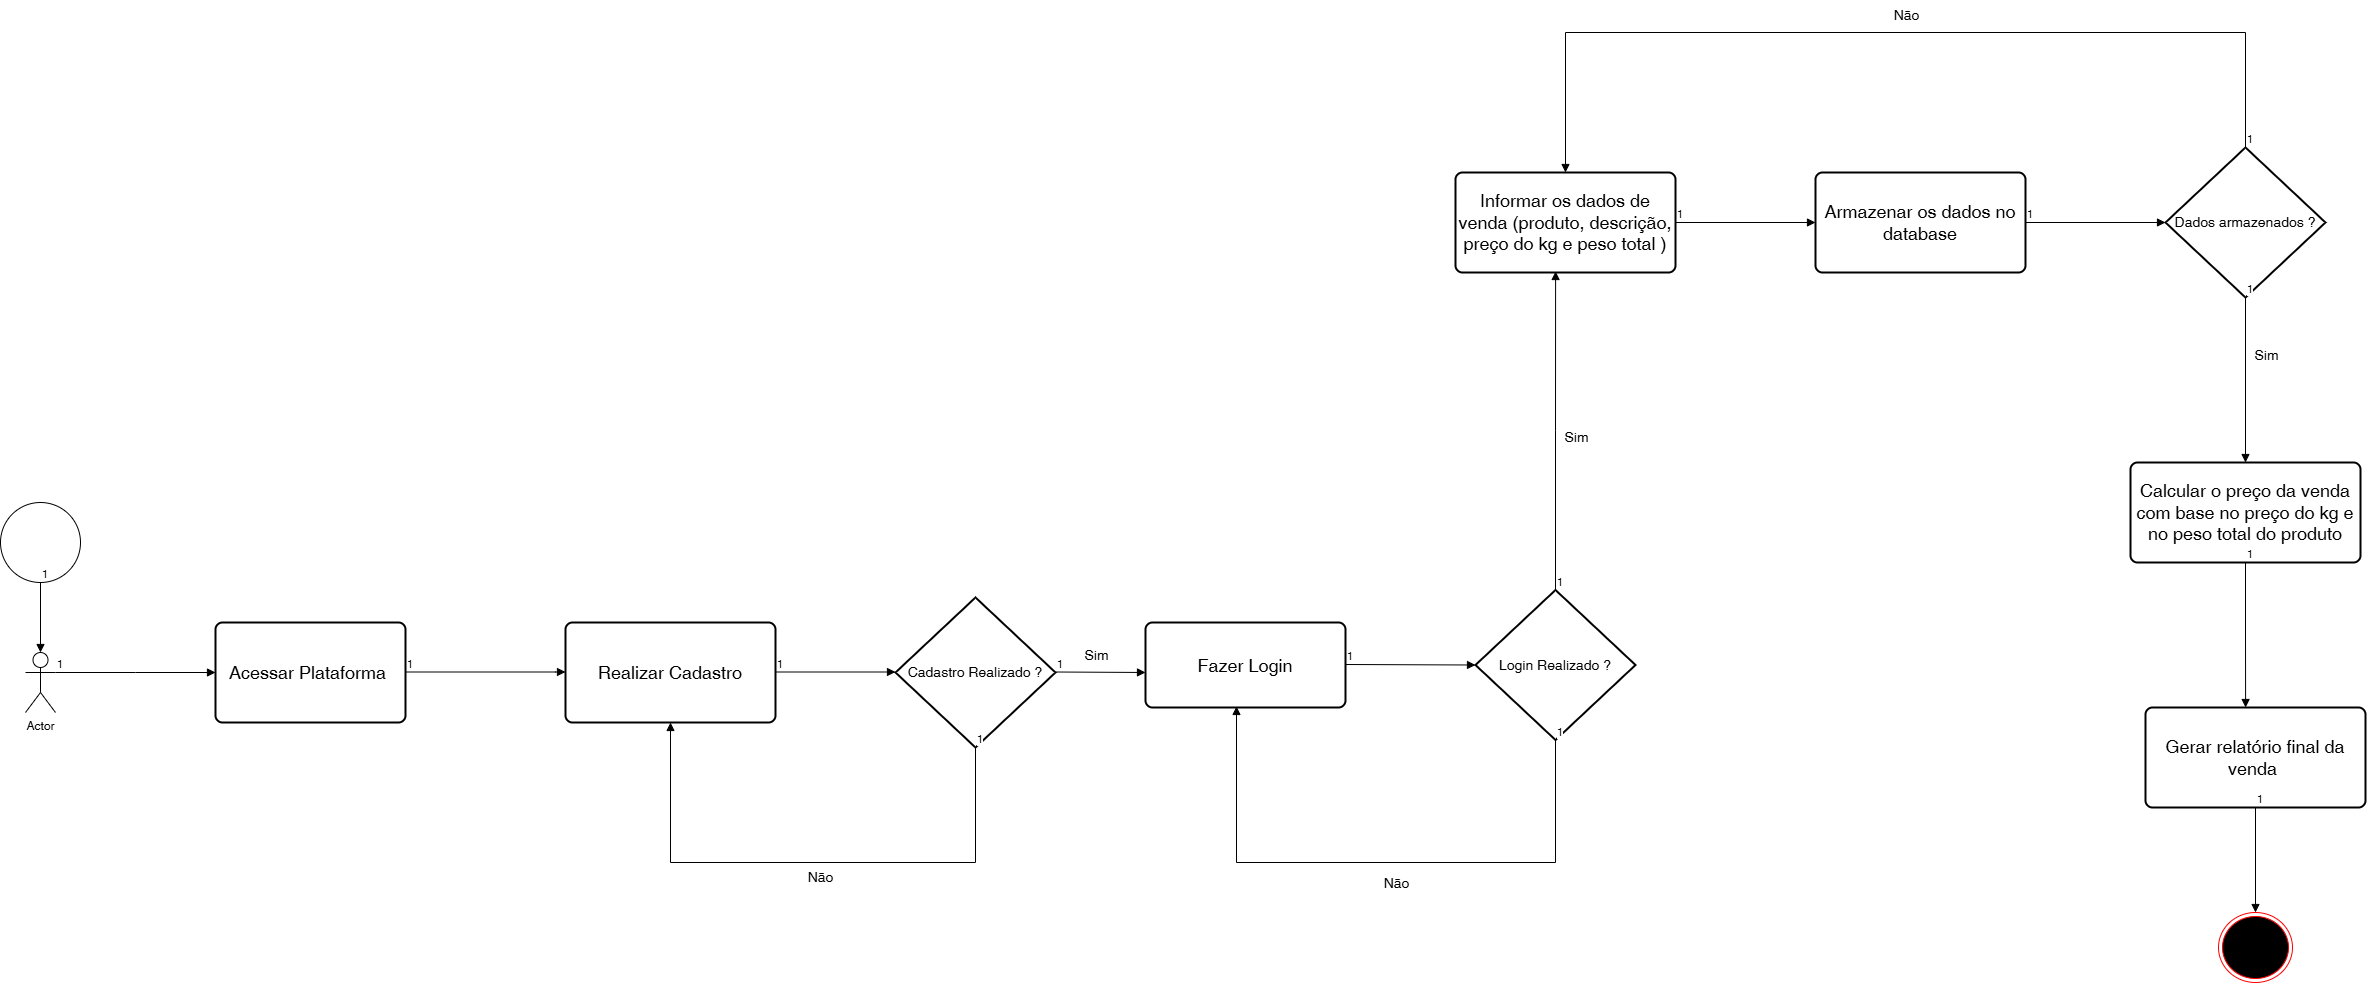 Não
1
Informar os dados de
venda (produto, descrição,
preço do kg e peso total )
1
Armazenar os dados no
database
1
Dados armazenados ?
1
Sim
Sim
Calcular o preço da venda
com base no preço do kg e
no peso total do produto
1
1
1
Actor
1
Acessar Plataforma
1
Realizar Cadastro
1
Cadastro Realizado ?
1
Sim
1
Não
Fazer Login
1
Login Realizado ?
1
1
Não
Gerar relatório final da
venda
1